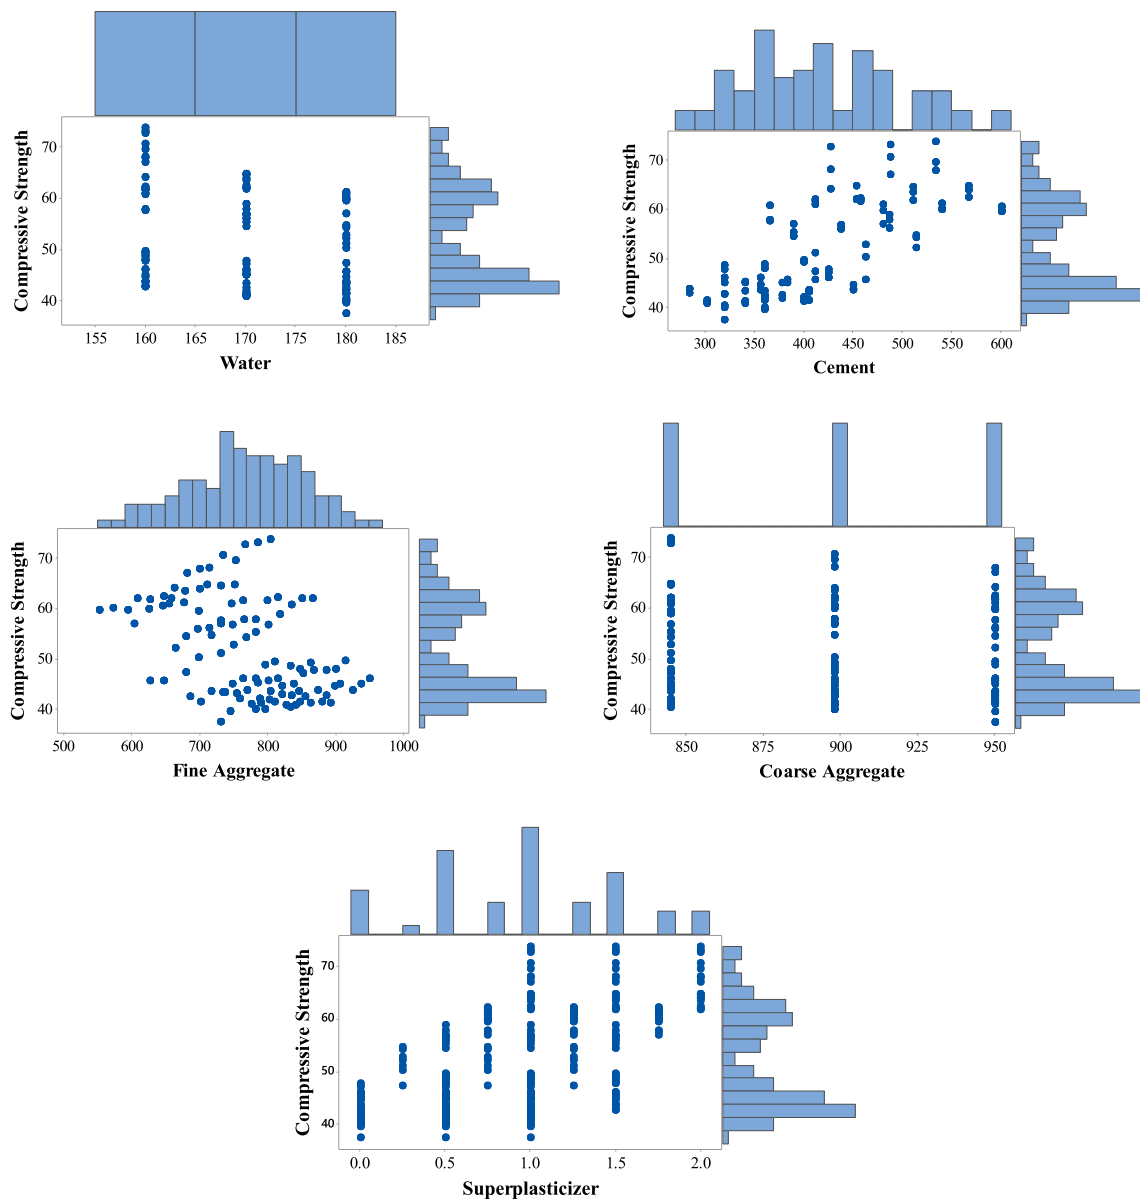 Compressive Strength
70
60
50
40
155 160 165 170 175 180 185
Water
Compressive Strength
70
60
50
40
300 350 400 450 500 550 600
Cement
Compressive Strength
70
60
50
40
500 600 700 800 900 1000
Fine Aggregate
Compressive Strength
70
60
50
40
850 875 900 925 950
Coarse Aggregate
Compressive Strength
70
60
50
40
0.0 0.5 1.0 1.5 2.0
Superplasticizer